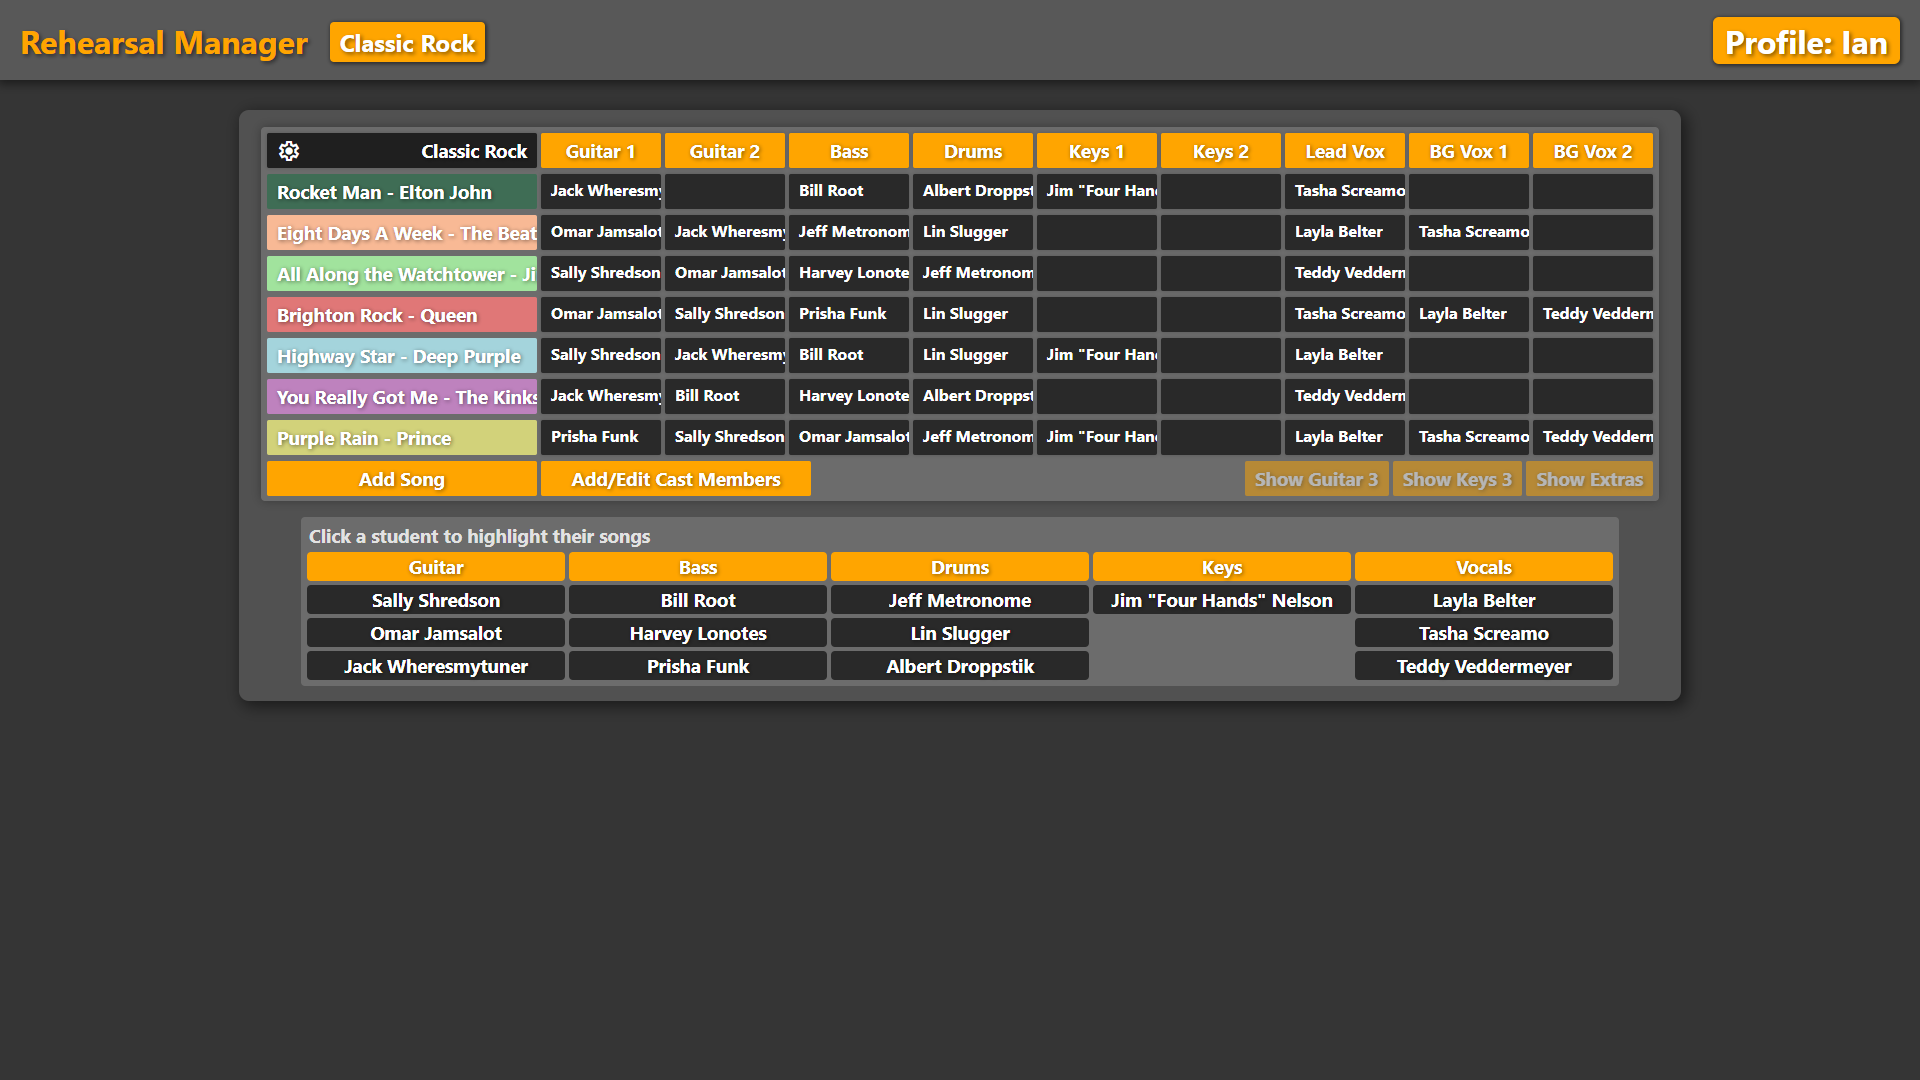 Rehearsal Manager Classic Rock Profile: Ian
Classic Rock Guitar 1 Guitar 2 Bass Drums Keys 1 Keys 2 Lead Vox BG Vox 1 BG Vox 2
Rocket Man - Elton John Jack Wheresmy Bill Root Albert Droppst Jim "Four Han Tasha Screamo
Eight Days A Week - The Beat Omar Jamsalot Jack Wheresmy Jeff Metronom Lin Slugger Layla Belter Tasha Screamo
All Along the Watchtower - Ji Sally Shredson Omar Jamsalot Harvey Lonote Jeff Metronom Teddy Vedderm
Brighton Rock - Queen Omar Jamsalot Sally Shredson Prisha Funk Lin Slugger Tasha Screamo Layla Belter Teddy Vedderm
Highway Star - Deep Purple Sally Shredson Jack Wheresmy Bill Root Lin Slugger Jim "Four Han Layla Belter
You Really Got Me - The Kinks Jack Wheresmy Bill Root Harvey Lonote Albert Droppst Teddy Vedderm
Purple Rain - Prince Prisha Funk Sally Shredson Omar Jamsalot Jeff Metronom Jim "Four Han Layla Belter Tasha Screamo Teddy Vedderm
Add Song Add/Edit Cast Members Show Guitar 3 Show Keys 3 Show Extras
Click a student to highlight their songs
Guitar Bass Drums Keys Vocals
Sally Shredson Bill Root Jeff Metronome Jim "Four Hands" Nelson Layla Belter
Omar Jamsalot Harvey Lonotes Lin Slugger Tasha Screamo
Jack Wheresmytuner Prisha Funk Albert Droppstik Teddy Veddermeyer